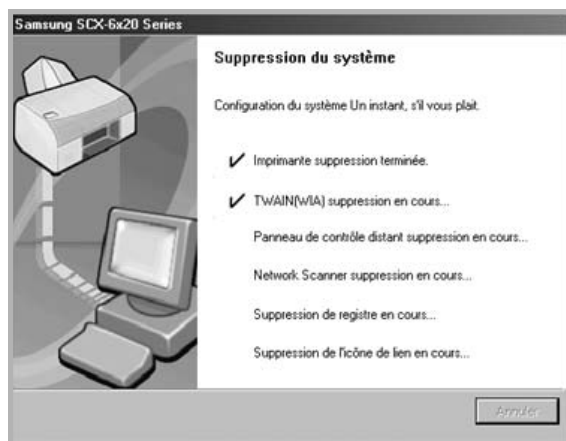 Samsung SCX-6x20 Series
Suppression du système
Configuration du système Un instant, s'il vous plait.
Imprimante suppression terminée.
TWAIN(WIA) suppression en cours...
Panneau de contrôle distant suppression en cours...
Network Scanner suppression en cours...
Suppression de registre en cours...
Suppression de l'icône de lien en cours...
Annuler